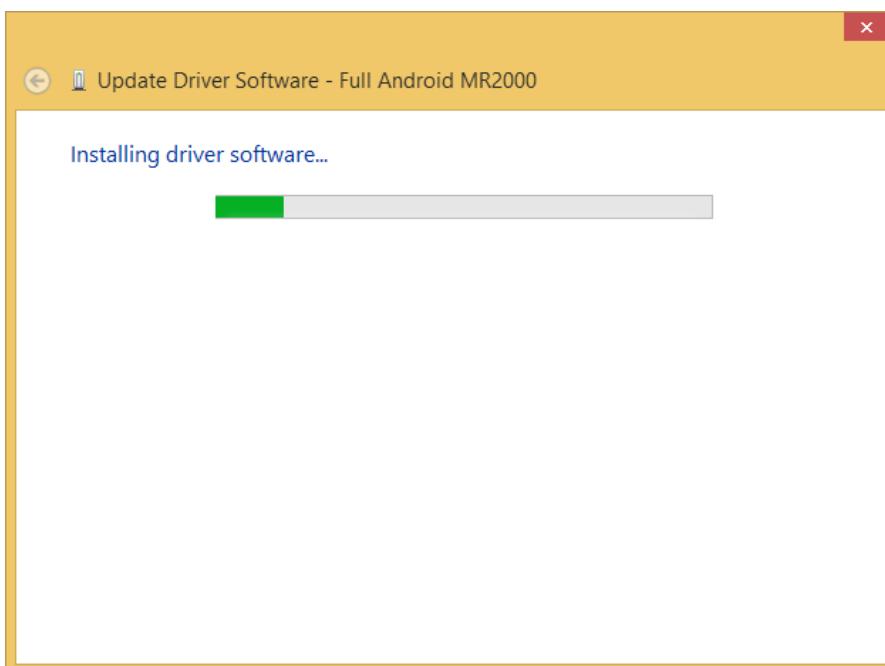 Update Driver Software - Full Android MR2000
Installing driver software...